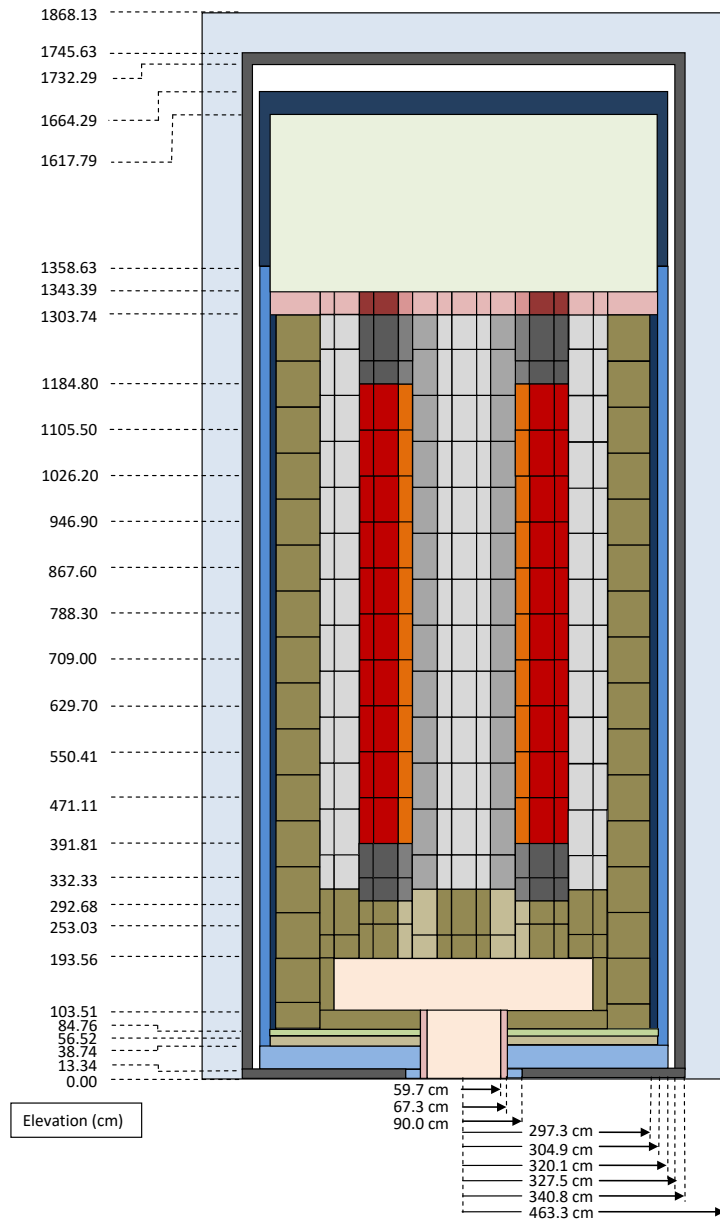 1868.13
1745.63
1732.29
1664.29
1617.79
1358.63
1343.39
1303.74
1184.80
1105.50
1026.20
946.90
867.60
788.30
709.00
629.70
550.41
471.11
391.81
332.33
292.68
253.03
193.56
103.51
84.76
56.52
38.74
13.34
0.00
Elevation (cm)
59.7 cm
67.3 cm
90.0 cm
297.3 cm
304.9 cm
320.1 cm
327.5 cm
340.8 cm
463.3 cm